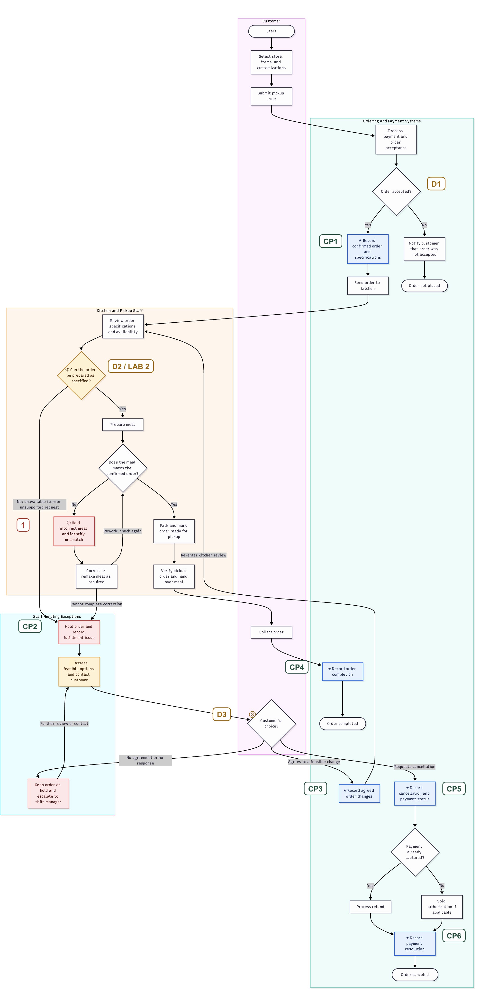 Customer
Start
Select store,
items, and
customizations
Submit pickup
order
Ordering and Payment Systems
Process
payment and
order
acceptance
Order accepted?
D1
Yes
No
CP1
★ Record
confirmed order
and
specifications
Notify customer
that order was
not accepted
Send order to
kitchen
Order not placed
Kitchen and Pickup Staff
Review order
specifications
and availability
② Can the order
be prepared as
specified?
D2 / LAB 2
Yes
Prepare meal
Does the meal
match the
confirmed order?
No: unavailable item or
unsupported request
No
Yes
1
① Hold
incorrect meal
and identify
mismatch
Rework: check again
Pack and mark
order ready for
pickup
Re-enter kitchen review
Correct or
remake meal as
required
Verify pickup
order and hand
over meal
Cannot complete correction
Staff Handling Exceptions
CP2
Hold order and
record
fulfillment issue
Collect order
Assess
feasible options
and contact
customer
CP4
★ Record order
completion
D3
③
Customer's
choice?
Order completed
Further review or contact
No agreement or no
response
Agrees to a feasible change
Requests cancellation
Keep order on
hold and
escalate to
shift manager
CP3
★ Record agreed
order changes
★ Record
cancellation and
payment status
CP5
Payment
already
captured?
Yes
No
Process refund
Void
authorization if
applicable
★ Record
payment
resolution
CP6
Order canceled